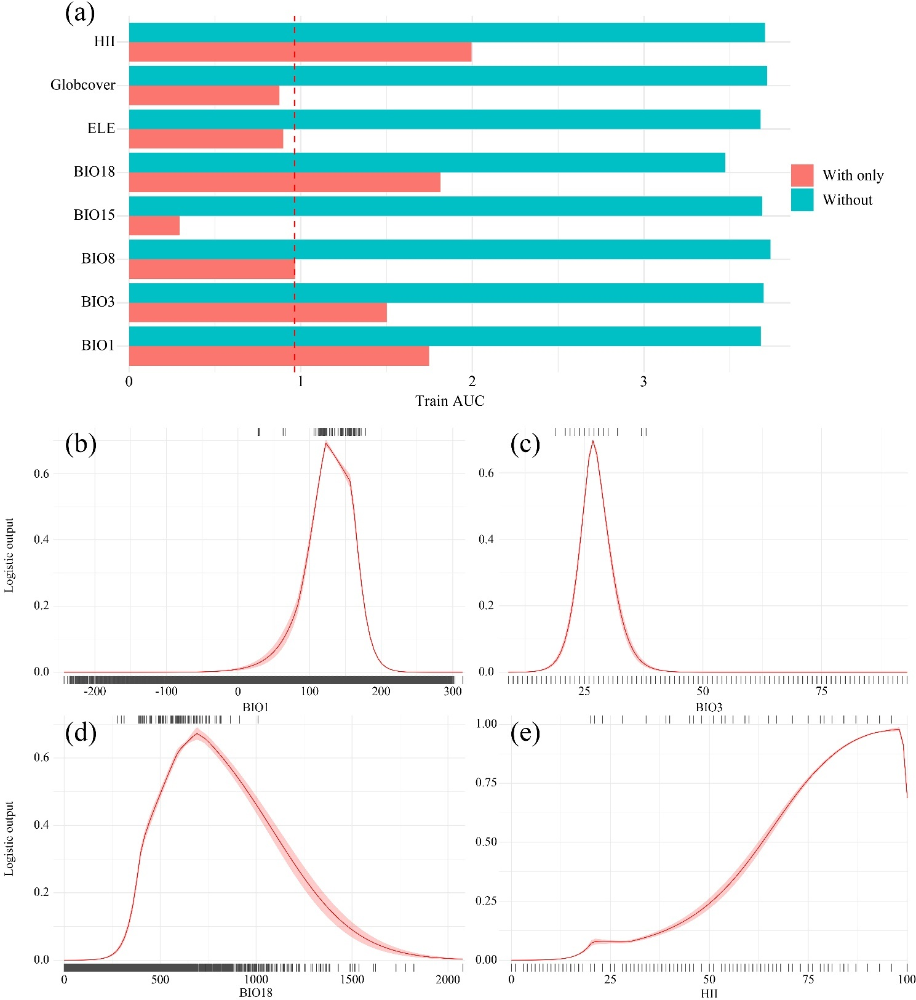 (a)
HII
Globcover
ELE
BIO18
BIO15
BIO8
BIO3
BIO1
0 1 2 3
Train AUC
With only
Without
(b)
0.6
0.4
0.2
0.0
Logistic output
-200 -100 0 100 200 300
BIO1
(c)
0.6
0.4
0.2
0.0
25 50 75
BIO3
(d)
0.6
0.4
0.2
0.0
Logistic output
0 500 1000 1500 2000
BIO18
(e)
1.00
0.75
0.50
0.25
0.00
0 25 50 75 100
HII